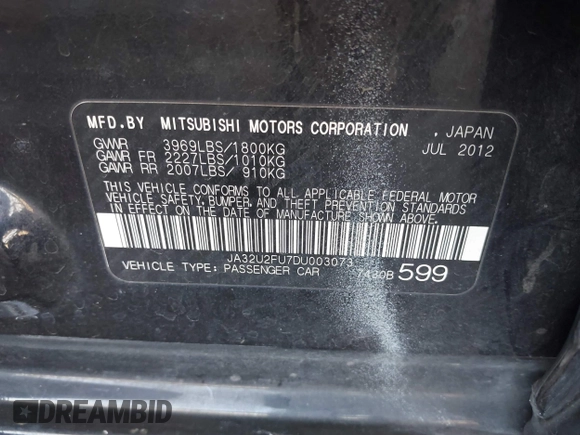 MFD.BY MITSUBISHI MOTORS CORPORATION , JAPAN
GVWR 3969LBS/1800KG JUL 2012
GAWR FR 2227LBS/1010KG
GAWR RR 2007LBS/ 910KG
THIS VEHICLE CONFORMS TO ALL APPLICABLE FEDERAL MOTOR
VEHICLE SAFETY, BUMPER, AND THEFT PREVENTION STANDARDS
IN EFFECT ON THE DATE OF MANUFACTURE SHOWN ABOVE.
JA32U2FU7DU003073
VEHICLE TYPE: PASSENGER CAR 7430B 599
DREAMBID